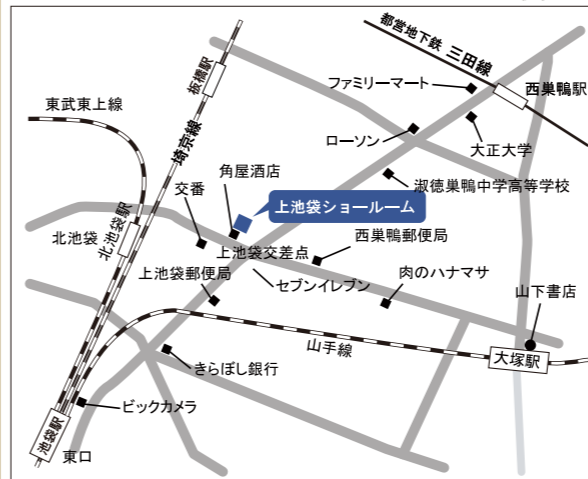 都営地下鉄 三田線
板橋駅
ファミリーマート
西巣鴨駅
東武東上線
埼京線
ローソン
大正大学
角屋酒店
淑徳巣鴨中学高等学校
交番
上池袋ショールーム
北池袋
北池袋駅
上池袋交差点
西巣鴨郵便局
上池袋郵便局
セブンイレブン
肉のハナマサ
山下書店
山手線
大塚駅
きらぼし銀行
ビックカメラ
池袋駅
東口